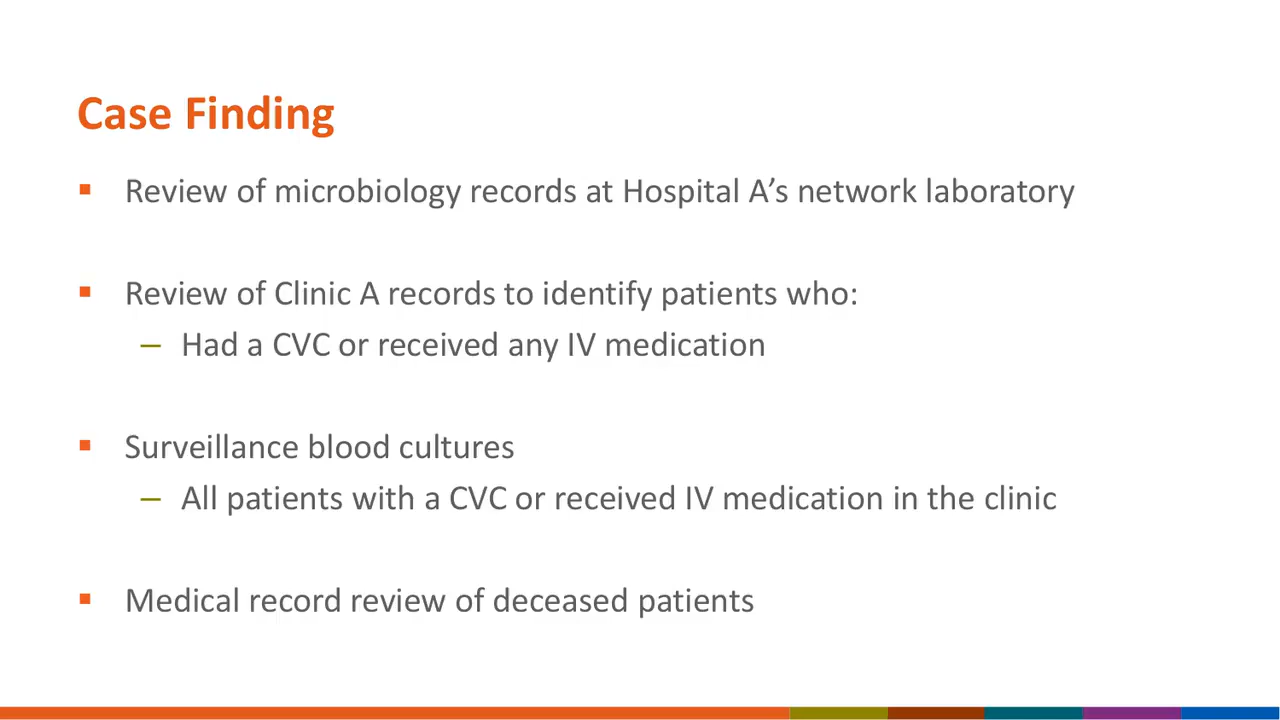 Case Finding
▪ Review of microbiology records at Hospital A’s network laboratory
▪ Review of Clinic A records to identify patients who:
– Had a CVC or received any IV medication
▪ Surveillance blood cultures
– All patients with a CVC or received IV medication in the clinic
▪ Medical record review of deceased patients